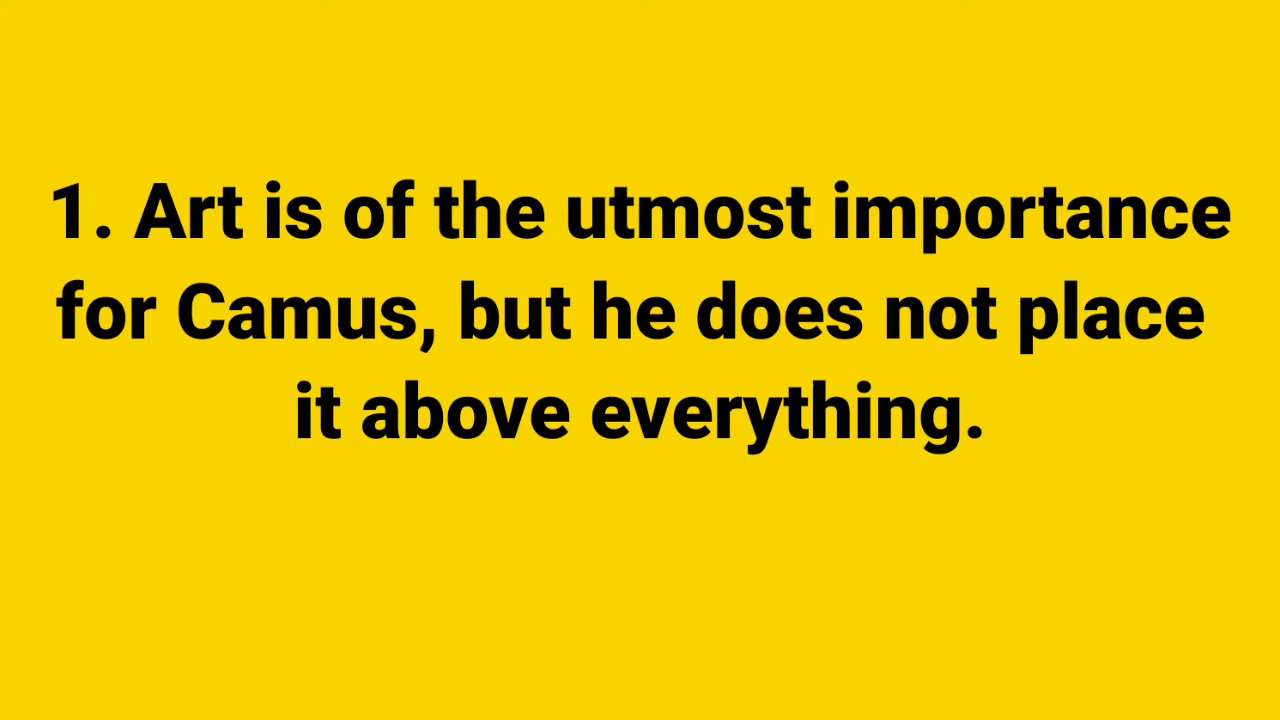 1. Art is of the utmost importance
for Camus, but he does not place
it above everything.